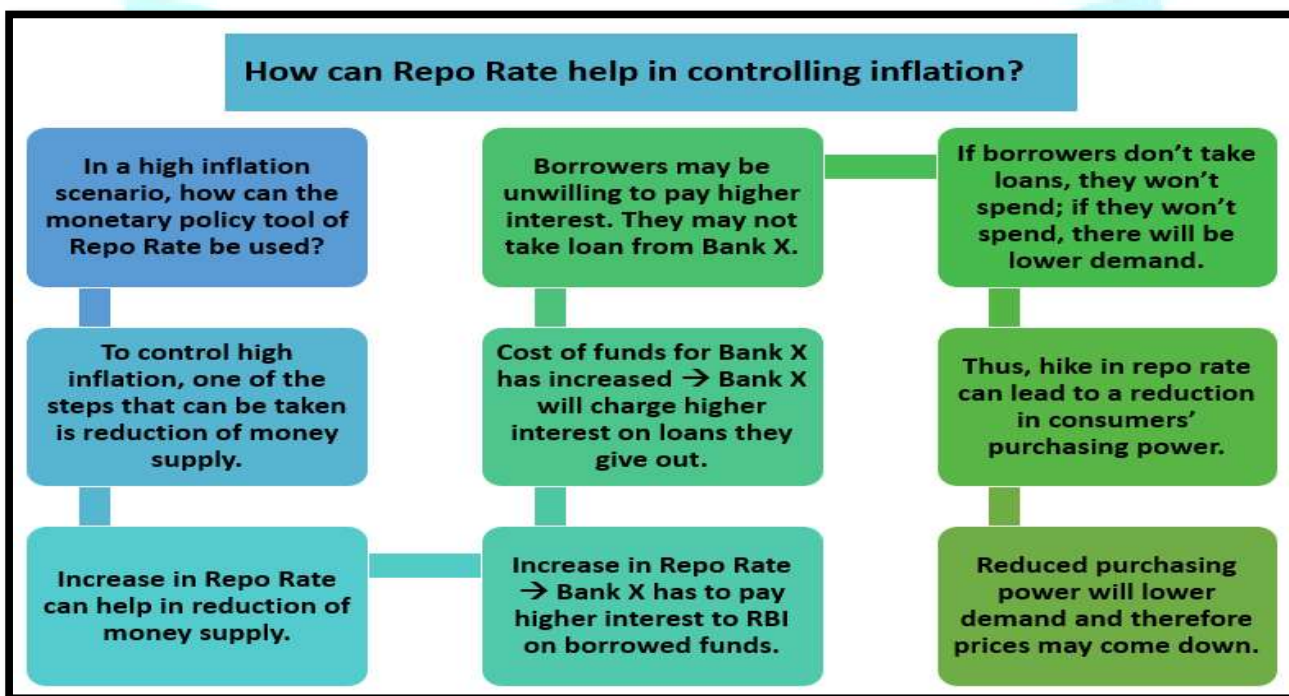 How can Repo Rate help in controlling inflation?
In a high inflation
scenario, how can the
monetary policy tool of
Repo Rate be used?
To control high
inflation, one of the
steps that can be taken
is reduction of money
supply.
Increase in Repo Rate
can help in reduction of
money supply.
Increase in Repo Rate
→ Bank X has to pay
higher interest to RBI
on borrowed funds.
Cost of funds for Bank X
has increased → Bank X
will charge higher
interest on loans they
give out.
Borrowers may be
unwilling to pay higher
interest. They may not
take loan from Bank X.
If borrowers don’t take
loans, they won’t
spend; if they won’t
spend, there will be
lower demand.
Thus, hike in repo rate
can lead to a reduction
in consumers’
purchasing power.
Reduced purchasing
power will lower
demand and therefore
prices may come down.